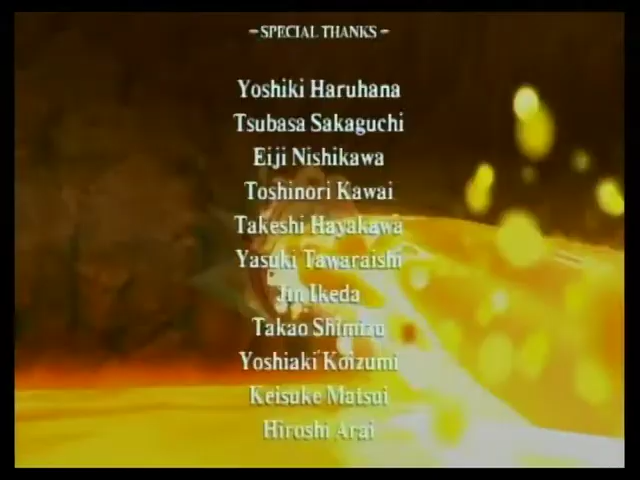 -SPECIAL THANKS-
Yoshiki Haruhana
Tsubasa Sakaguchi
Eiji Nishikawa
Toshinori Kawai
Takeshi Hayakawa
Yasuki Tawaraishi
Jin Ikeda
Takao Shimizu
Yoshiaki Koizumi
Keisuke Matsui
Hiroshi Arai